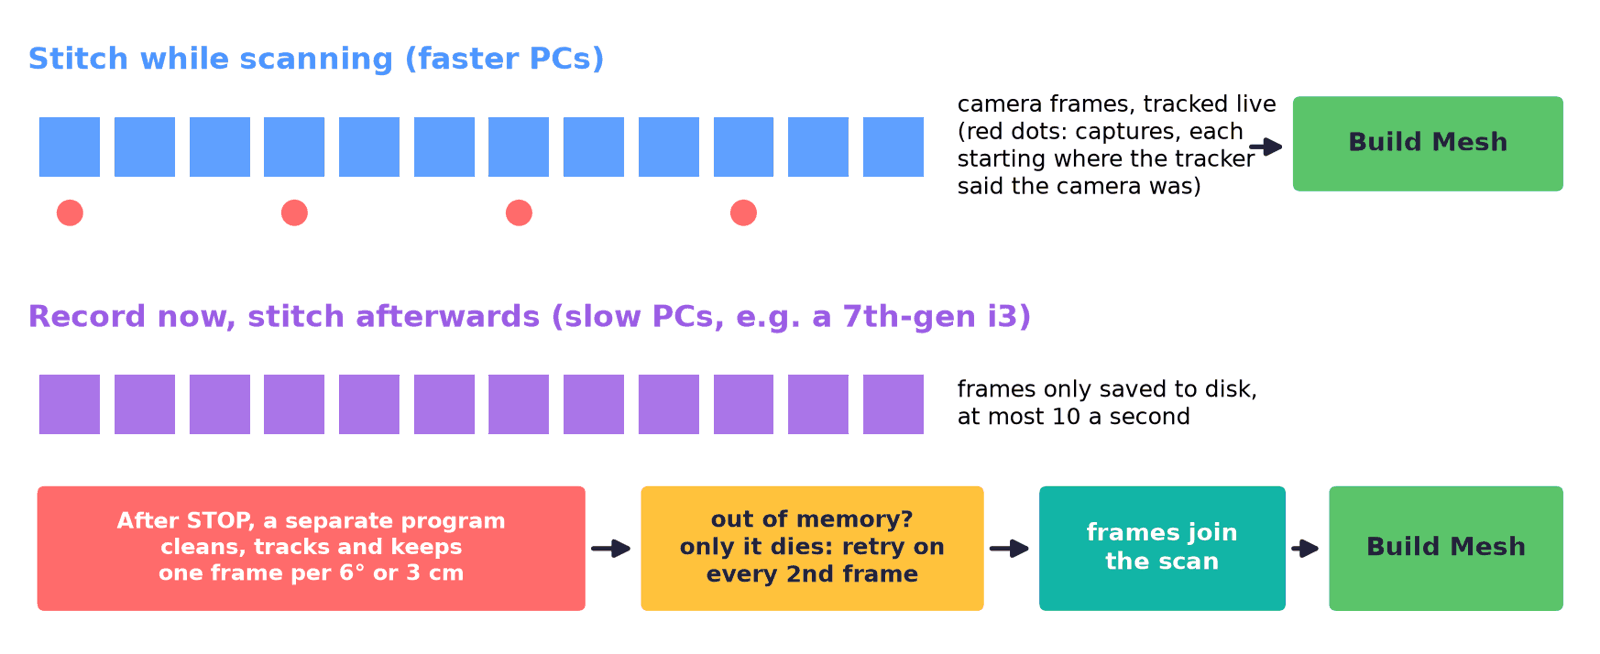 Stitch while scanning (faster PCs)
camera frames, tracked live
(red dots: captures, each
starting where the tracker
said the camera was)
Build Mesh
Record now, stitch afterwards (slow PCs, e.g. a 7th-gen i3)
frames only saved to disk,
at most 10 a second
After STOP, a separate program
cleans, tracks and keeps
one frame per 6° or 3 cm
out of memory?
only it dies: retry on
every 2nd frame
frames join
the scan
Build Mesh